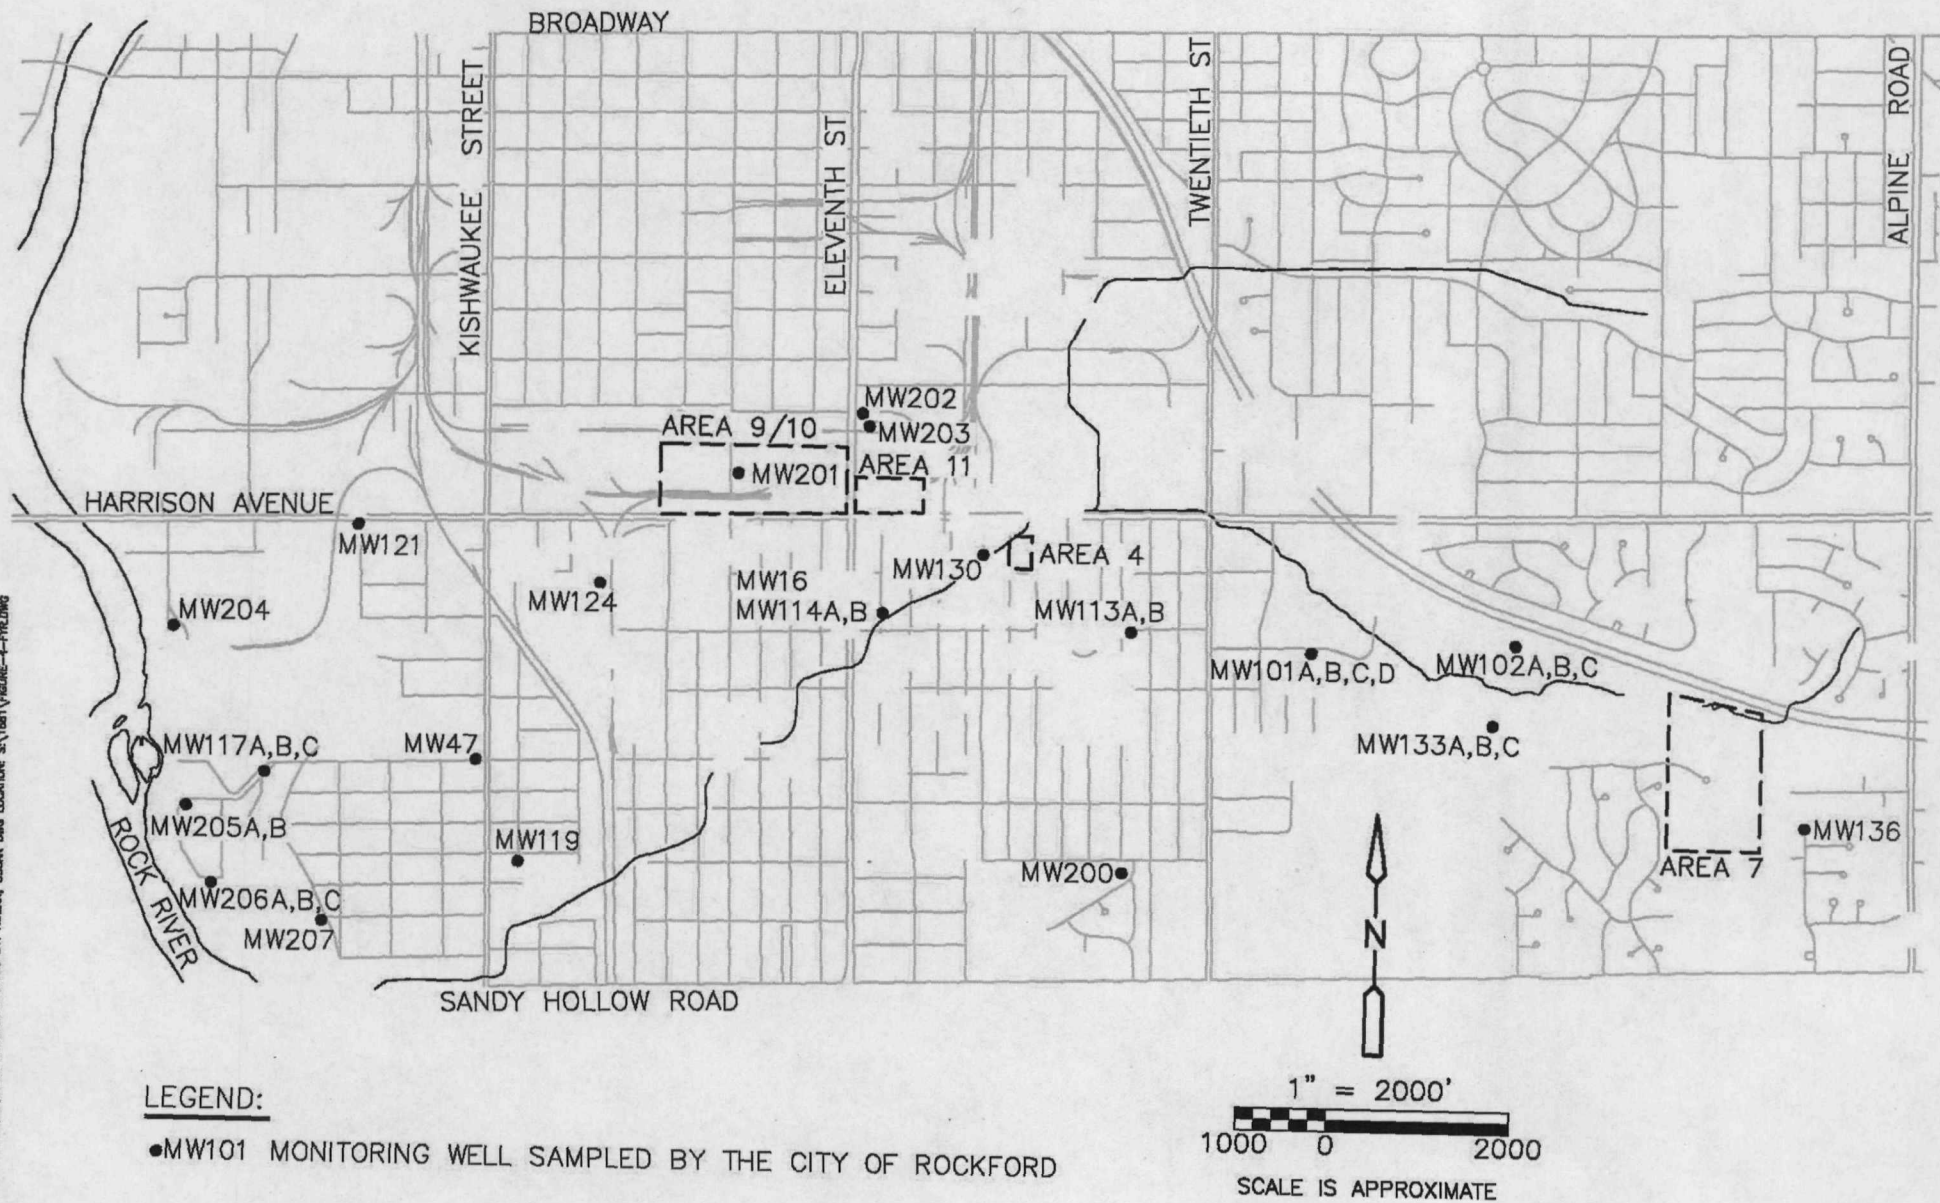 BROADWAY
KISHWAUKEE STREET
ELEVENTH ST
TWENTIETH ST
ALPINE ROAD
MW202
AREA 9/10
MW203
MW201
AREA 11
HARRISON AVENUE
MW121
MW130
AREA 4
MW16
MW124
MW204
MW114A,B
MW113A,B
MW101A,B,C,D
MW102A,B,C
MW117A,B,C
MW47
MW133A,B,C
MW205A,B
MW119
MW136
AREA 7
MW200
ROCK RIVER
MW206A,B,C
MW207
N
SANDY HOLLOW ROAD
LEGEND:
MW101 MONITORING WELL SAMPLED BY THE CITY OF ROCKFORD
1" = 2000'
1000 0 2000
SCALE IS APPROXIMATE